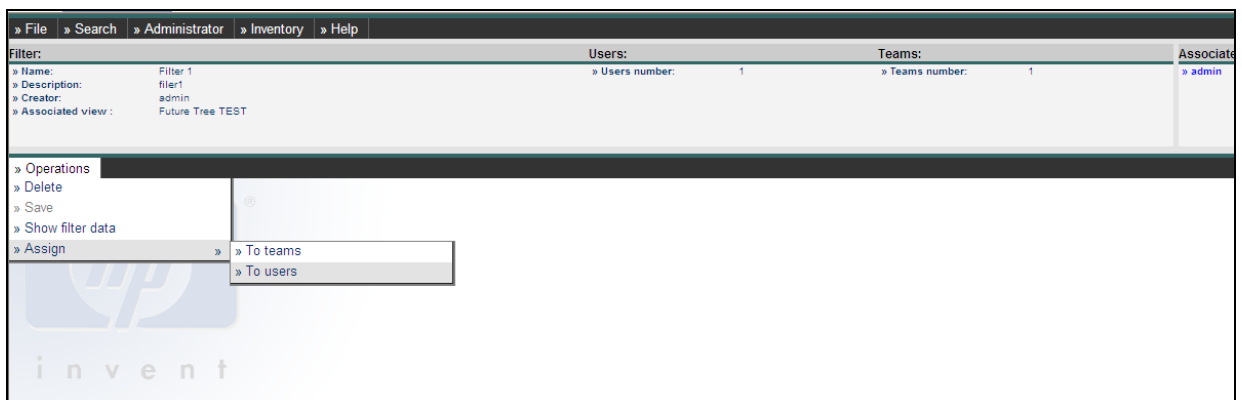 » File » Search » Administrator » Inventory » Help
Filter: Users: Teams: Associate
» Name: Filter 1 » Users number: 1 » Teams number: 1 » admin
» Description: filer1
» Creator: admin
» Associated view : Future Tree TEST
» Operations
» Delete
» Save
» Show filter data
» Assign » » To teams
» To users
®
hp
invent